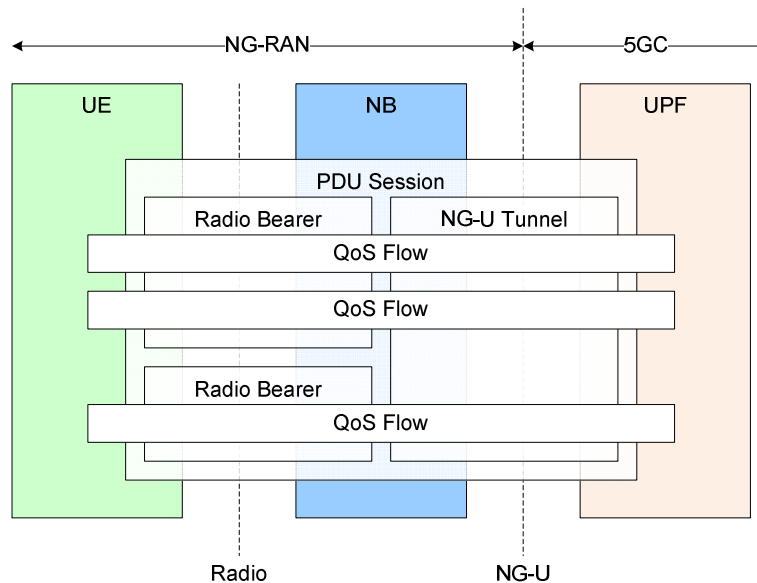 NG-RAN
5GC
UE
NB
UPF
PDU Session
Radio Bearer
NG-U Tunnel
QoS Flow
QoS Flow
Radio Bearer
QoS Flow
Radio
NG-U